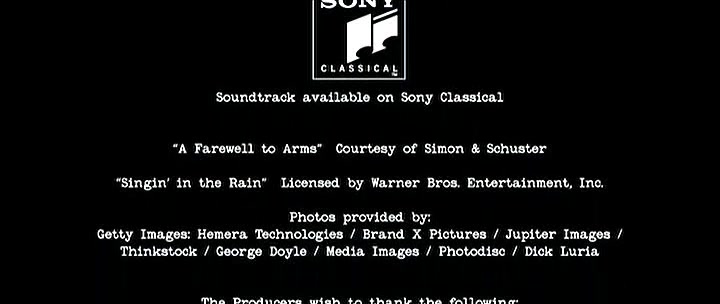 SONY
CLASSICAL
Soundtrack available on Sony Classical
"A Farewell to Arms"  Courtesy of Simon & Schuster
"Singin' in the Rain"  Licensed by Warner Bros. Entertainment, Inc.
Photos provided by:
Getty Images: Hemera Technologies / Brand X Pictures / Jupiter Images /
Thinkstock / George Doyle / Media Images / Photodisc / Dick Luria
The Producers wish to thank the following: